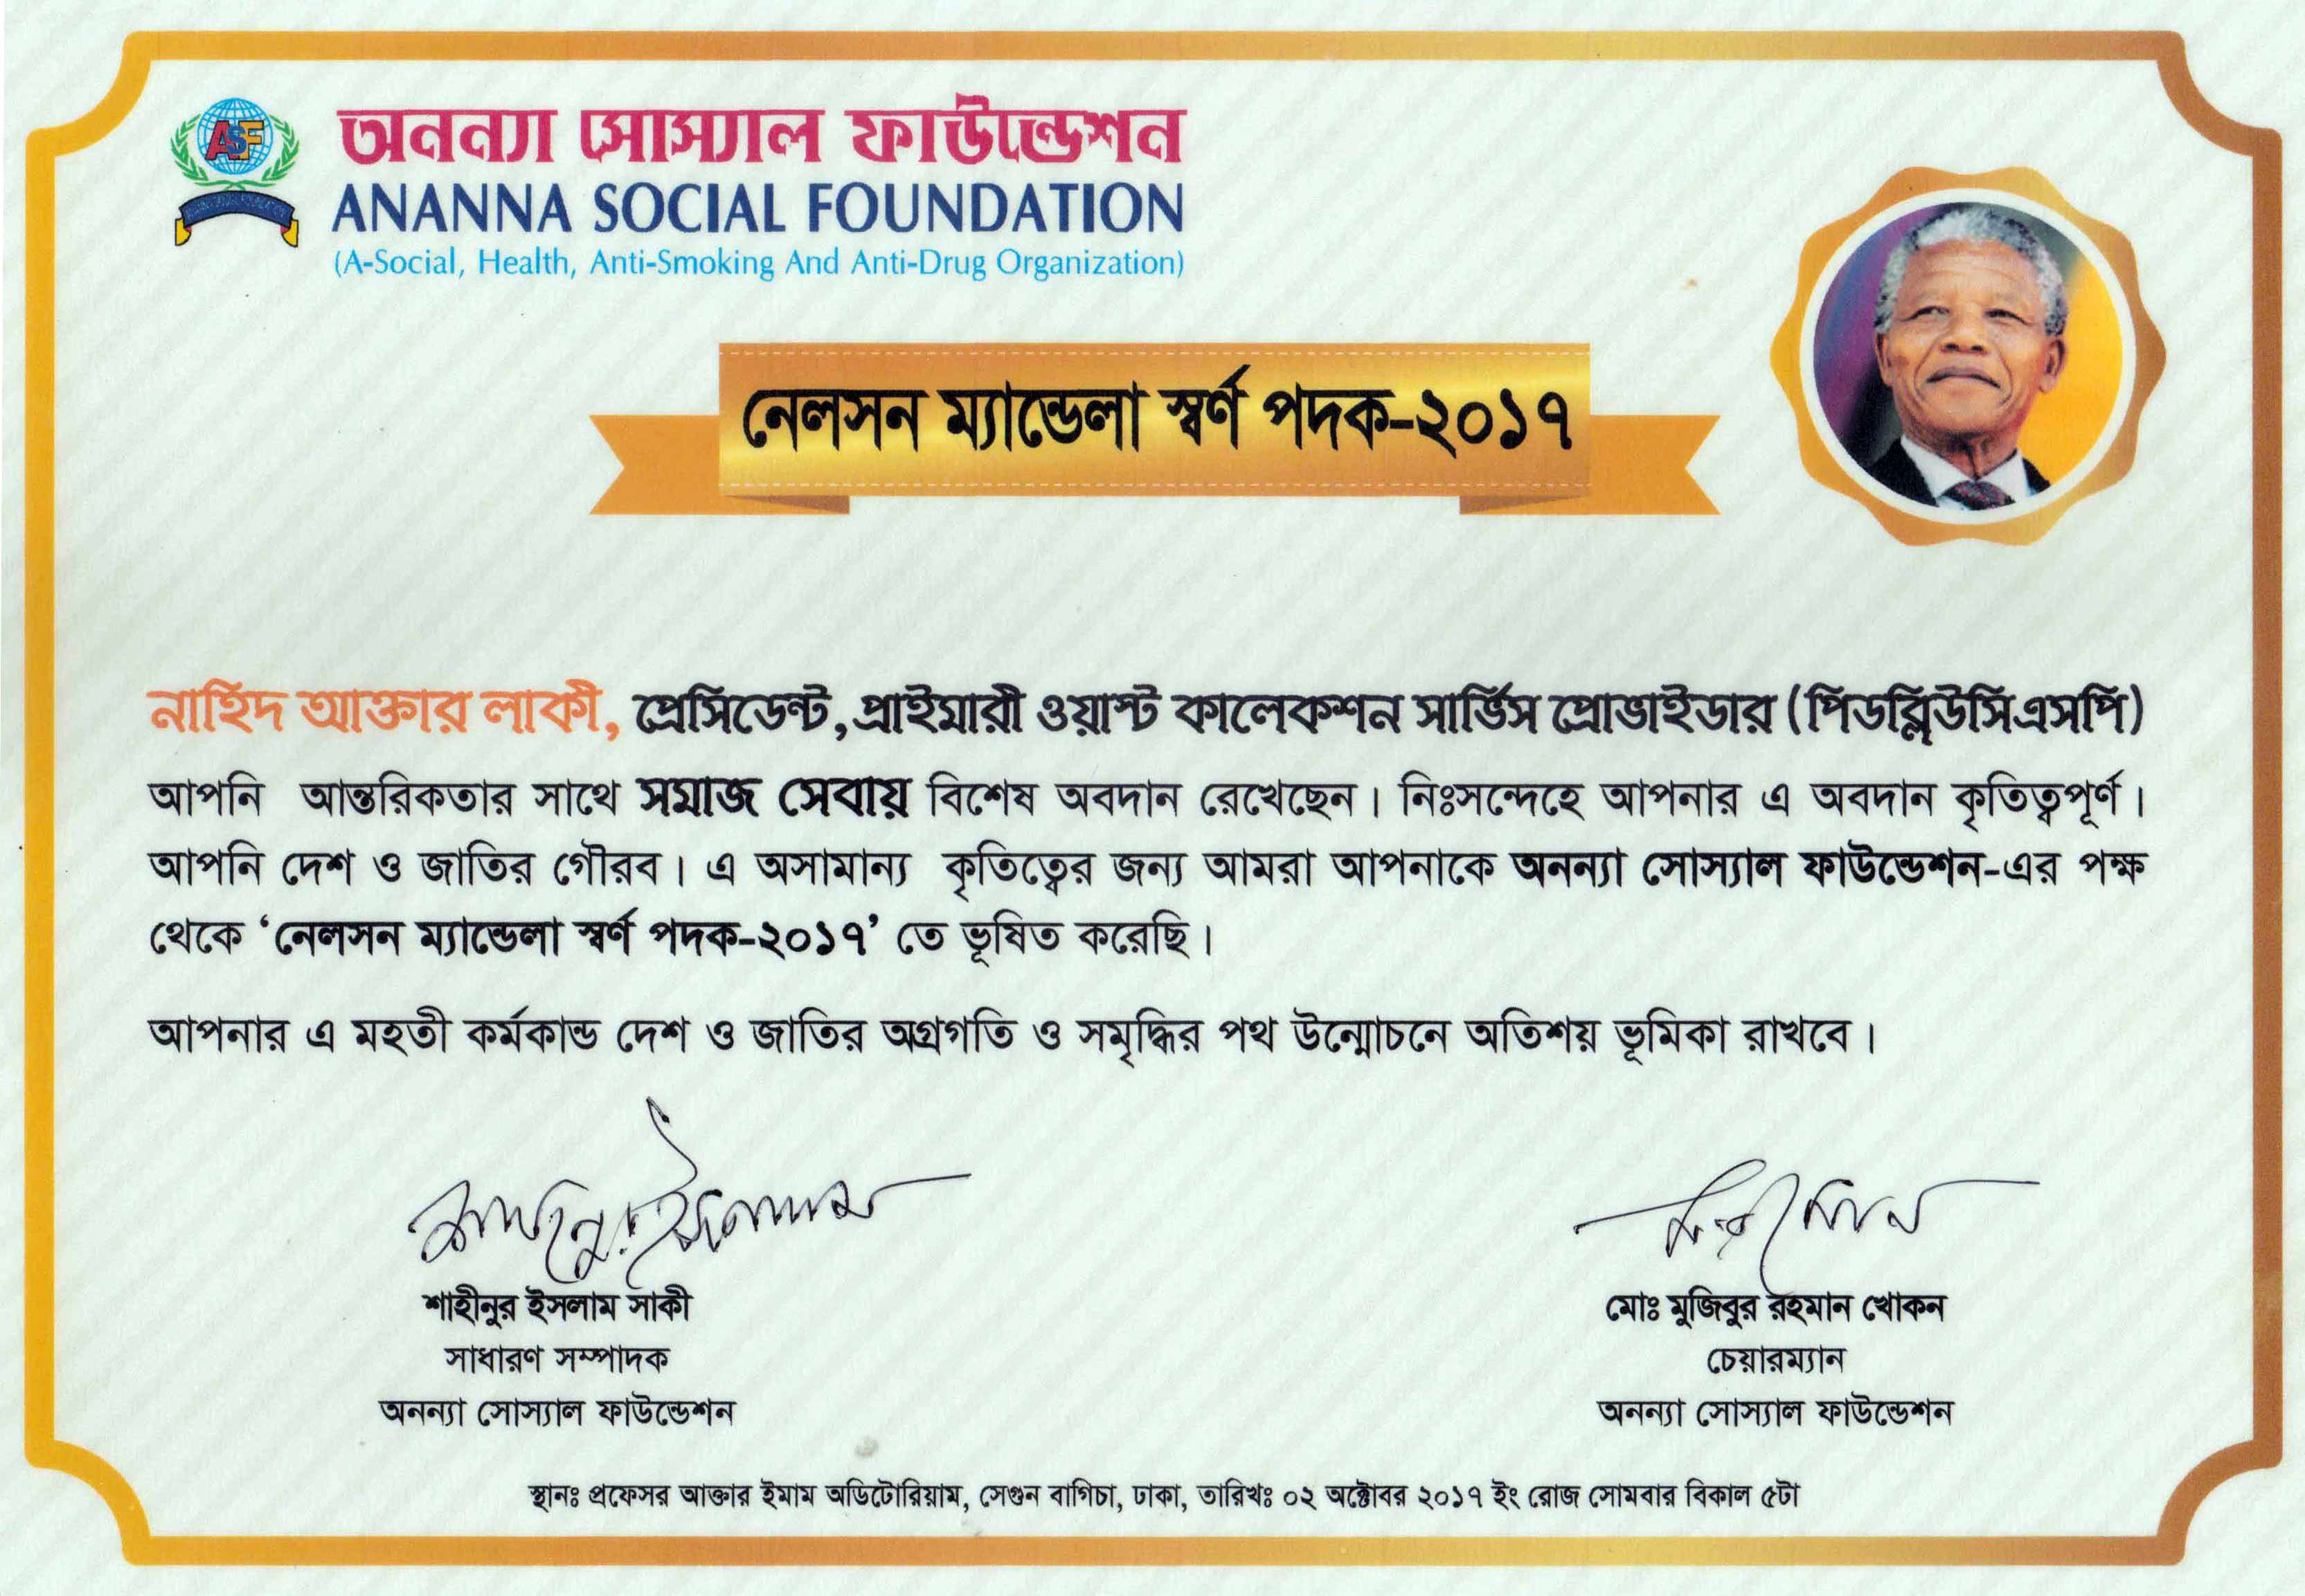 অনন্যা সোস্যাল ফাউন্ডেশন
ANANNA SOCIAL FOUNDATION
(A-Social, Health, Anti-Smoking And Anti-Drug Organization)
ASF
নেলসন ম্যান্ডেলা স্বর্ণ পদক-২০১৭
নাহিদ আক্তার লাকী, প্রেসিডেন্ট, প্রাইমারী ওয়াস্ট কালেকশন সার্ভিস প্রোভাইডার (পিডব্লিউসিএসপি)
আপনি আন্তরিকতার সাথে সমাজ সেবায় বিশেষ অবদান রেখেছেন। নিঃসন্দেহে আপনার এ অবদান কৃতিত্বপূর্ণ।
আপনি দেশ ও জাতির গৌরব। এ অসামান্য কৃতিত্বের জন্য আমরা আপনাকে অনন্যা সোস্যাল ফাউন্ডেশন-এর পক্ষ
থেকে ‘নেলসন ম্যান্ডেলা স্বর্ণ পদক-২০১৭’ তে ভূষিত করেছি।
আপনার এ মহতী কর্মকান্ড দেশ ও জাতির অগ্রগতি ও সমৃদ্ধির পথ উন্মোচনে অতিশয় ভূমিকা রাখবে।
শাহীনুর ইসলাম সাকী
সাধারণ সম্পাদক
অনন্যা সোস্যাল ফাউন্ডেশন
মোঃ মুজিবুর রহমান খোকন
চেয়ারম্যান
অনন্যা সোস্যাল ফাউন্ডেশন
স্থানঃ প্রফেসর আক্তার ইমাম অডিটোরিয়াম, সেগুন বাগিচা, ঢাকা, তারিখঃ ০২ অক্টোবর ২০১৭ ইং রোজ সোমবার বিকাল ৫টা